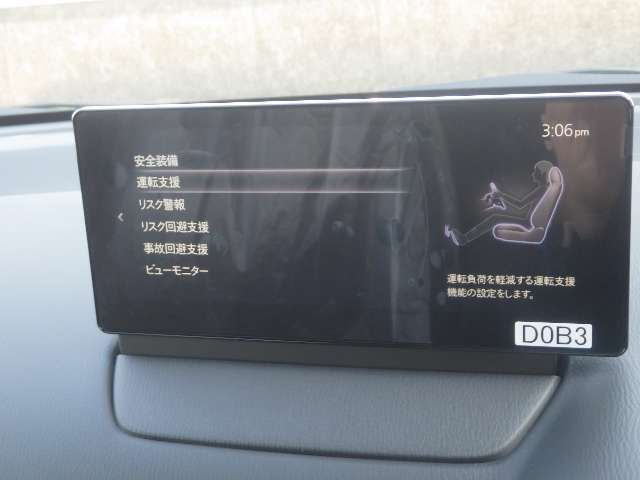 3:06pm
安全装備
運転支援
リスク警報
リスク回避支援
事故回避支援
ビューモニター
運転負荷を軽減する運転支援
機能の設定をします。
D0B3